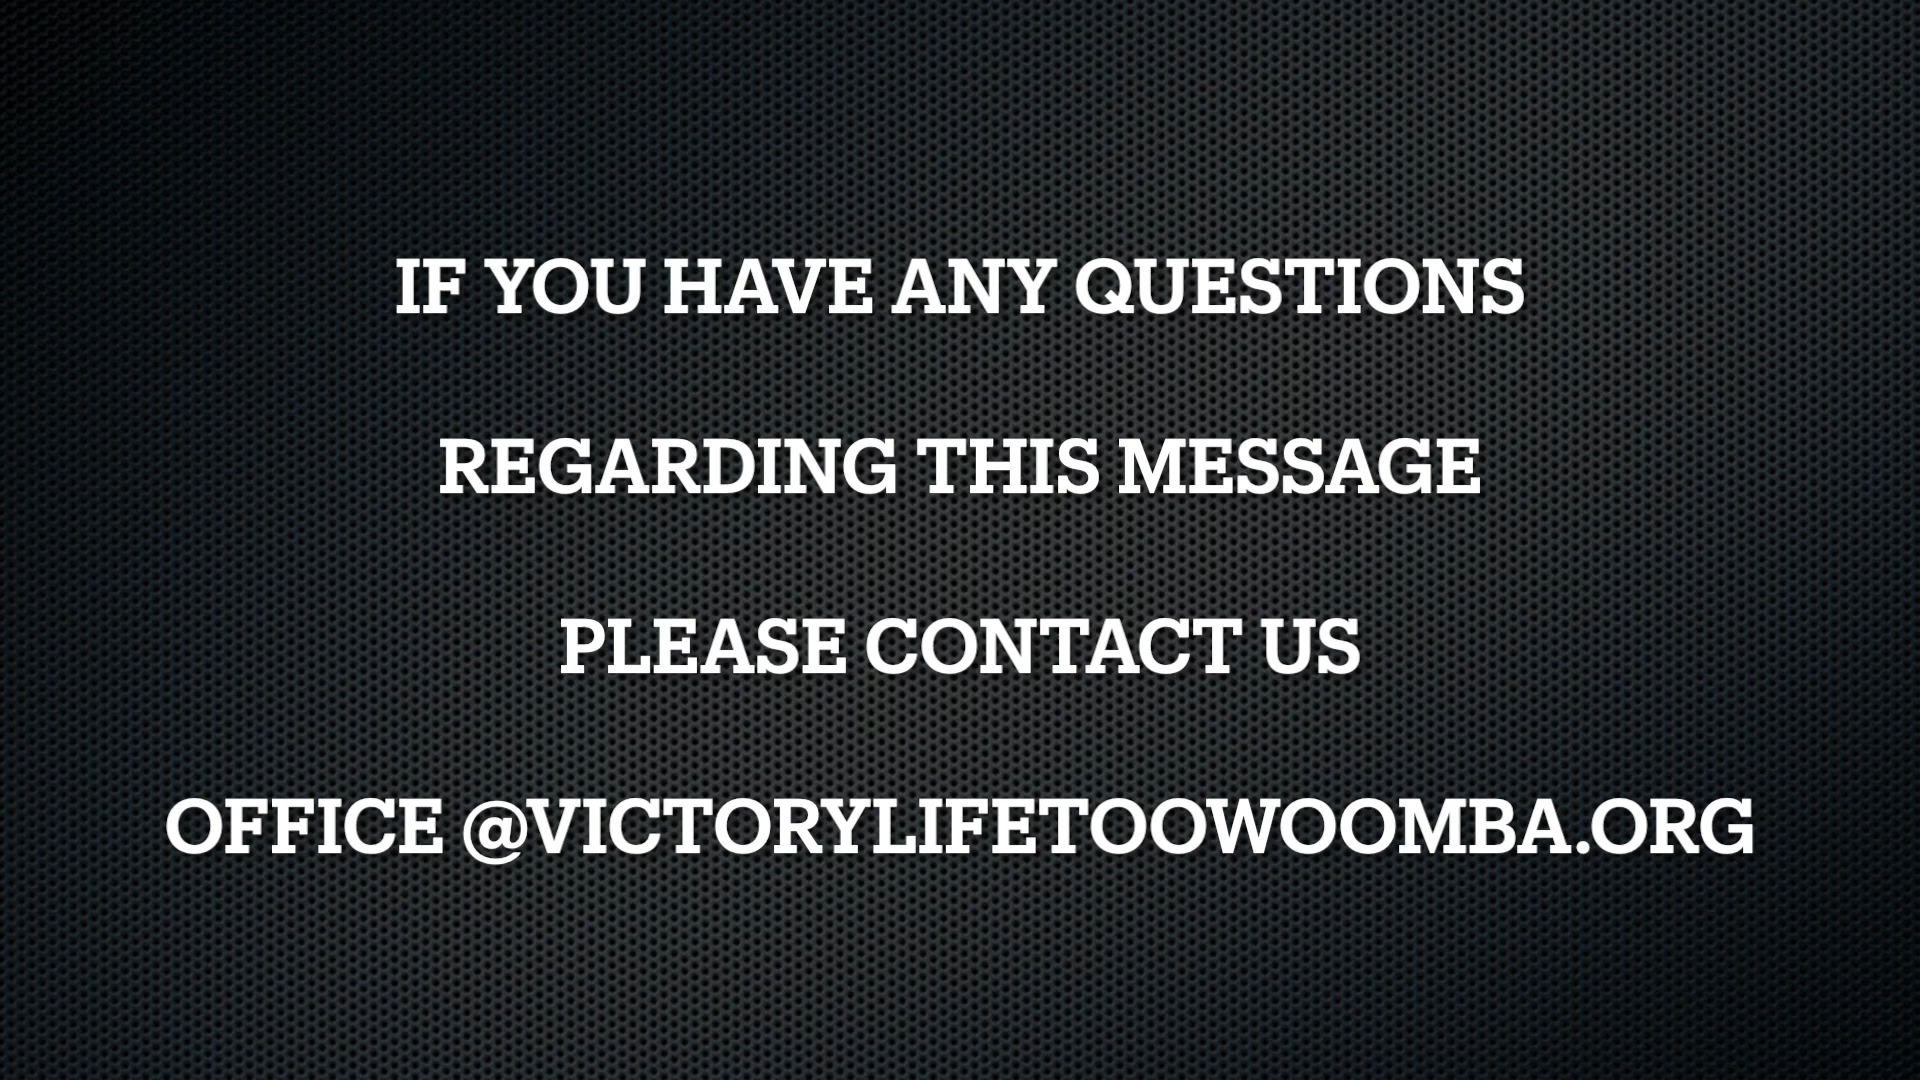 IF YOU HAVE ANY QUESTIONS
REGARDING THIS MESSAGE
PLEASE CONTACT US
OFFICE @VICTORYLIFETOOWOOMBA.ORG